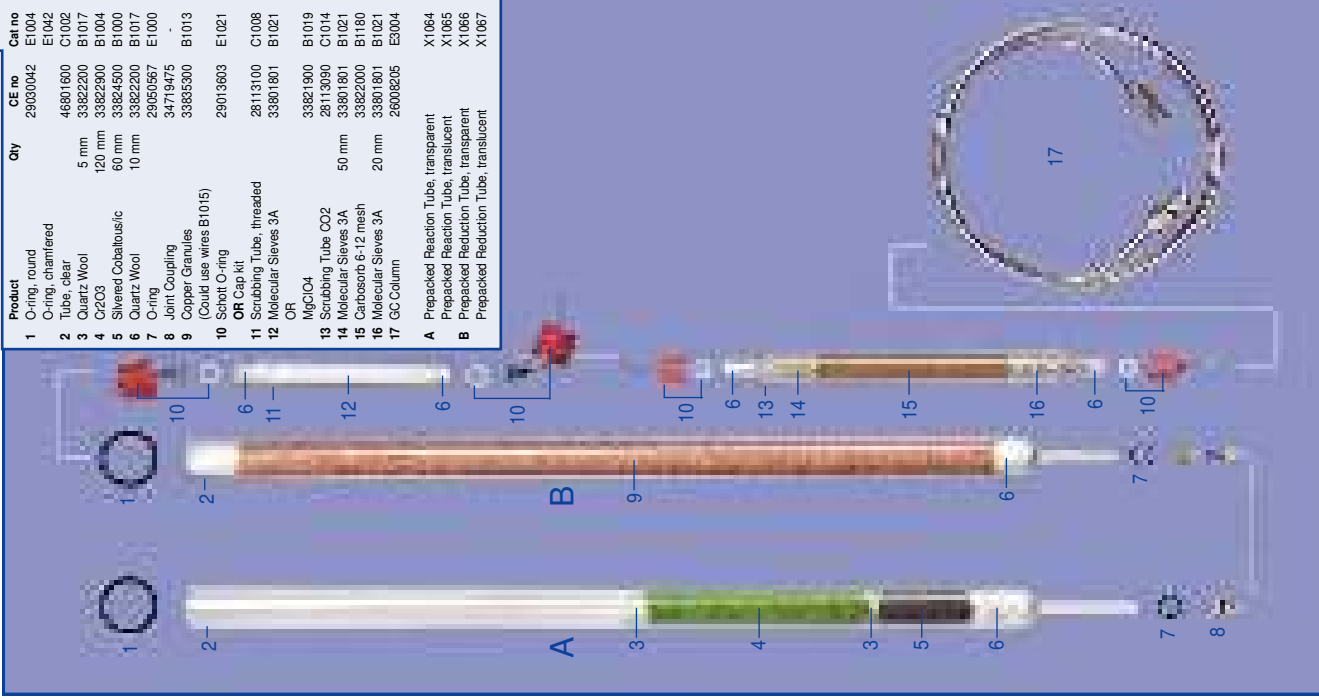 Product Qty CE no Cat no
1 O-ring, round 29030042 E1004
O-ring, chamfered E1042
2 Tube, clear 46801600 C1002
3 Quartz Wool 5 mm 33822200 B1017
4 Cr2O3 120 mm 33822900 B1004
5 Silvered Cobaltous/ic 60 mm 33824500 B1000
6 Quartz Wool 10 mm 33822200 B1017
7 O-ring 29050567 E1000
8 Joint Coupling 34719475 -
9 Copper Granules 33835300 B1013
(Could use wires B1015)
10 Schott O-ring 29013603 E1021
OR Cap kit
11 Scrubbing Tube, threaded 28113100 C1008
12 Molecular Sieves 3A 33801801 B1021
OR
MgClO4 33821900 B1019
13 Scrubbing Tube CO2 28113090 C1014
14 Molecular Sieves 3A 50 mm 33801801 B1021
15 Carbosorb 6-12 mesh 33822000 B1180
16 Molecular Sieves 3A 20 mm 33801801 B1021
17 GC Column 26008205 E3004
A Prepacked Reaction Tube, transparent X1064
Prepacked Reaction Tube, translucent X1065
B Prepacked Reduction Tube, transparent X1066
Prepacked Reduction Tube, translucent X1067
10
6
11
12
6
10
10
6
13
14
15
16
6
10
17
1
2
B
9
6
7
1
2
A
3
4
3
5
6
7
8